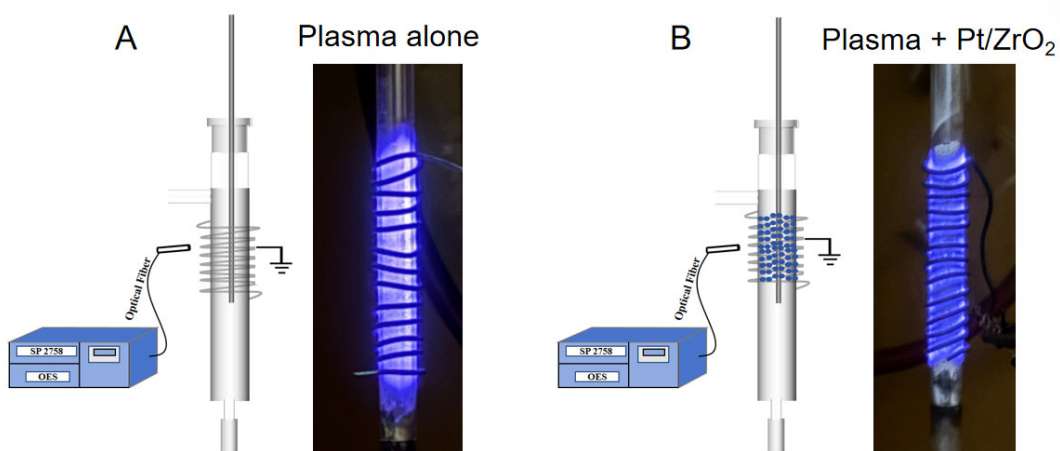 A
Plasma alone
Optical Fiber
SP 2758
OES
B
Plasma + Pt/ZrO₂
Optical Fiber
SP 2758
OES